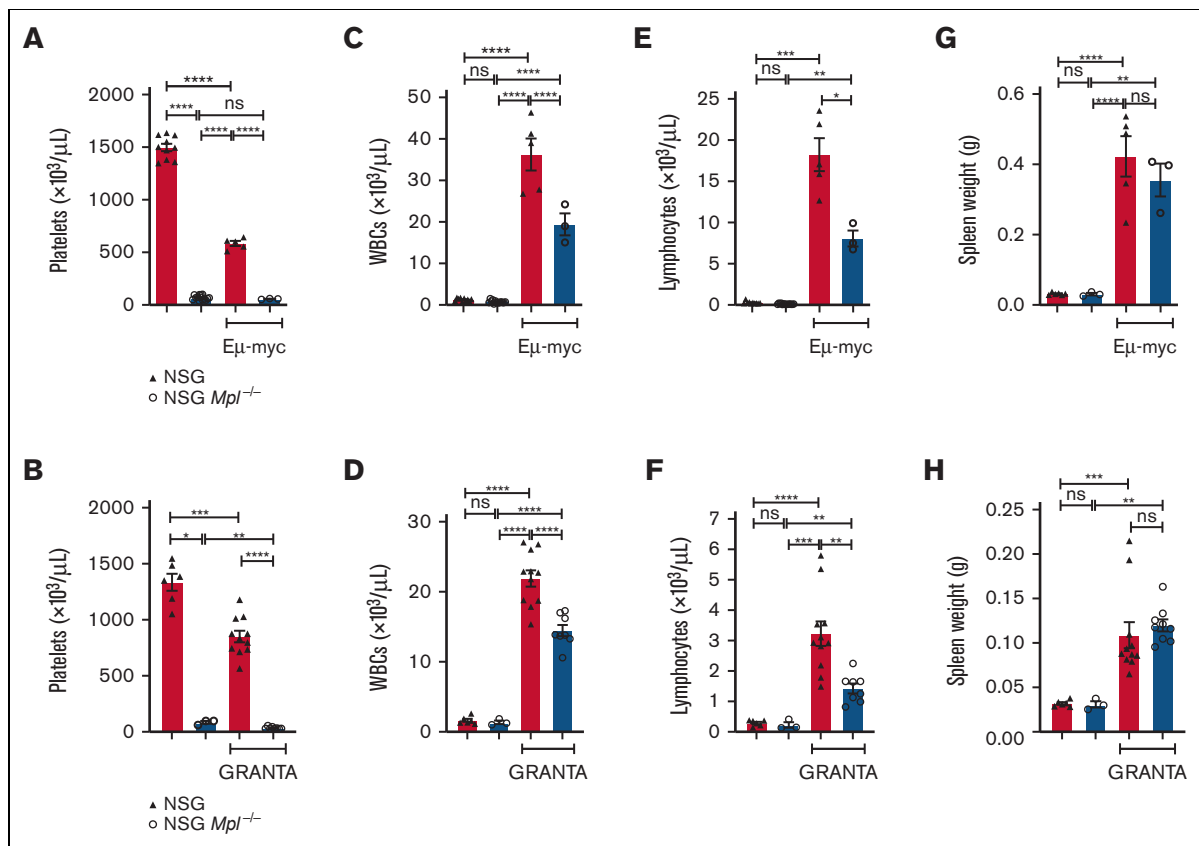 A
Platelets (×10³/μL)
2000
1500
1000
500
0
****
**** ns
**** ****
Eμ-myc
▲ NSG
○ NSG Mpl⁻/⁻
C
WBCs (×10³/μL)
50
40
30
20
10
0
****
ns ****
**** ****
Eμ-myc
E
Lymphocytes (×10³/μL)
25
20
15
10
5
0
***
ns **
*
Eμ-myc
G
Spleen weight (g)
0.6
0.4
0.2
0.0
****
ns **
**** ns
Eμ-myc
B
Platelets (×10³/μL)
2000
1500
1000
500
0
***
* **
****
GRANTA
▲ NSG
○ NSG Mpl⁻/⁻
D
WBCs (×10³/μL)
30
20
10
0
****
ns ****
**** ****
GRANTA
F
Lymphocytes (×10³/μL)
7
6
5
4
3
2
1
0
****
ns **
*** **
GRANTA
H
Spleen weight (g)
0.25
0.20
0.15
0.10
0.05
0.00
***
ns **
ns
GRANTA